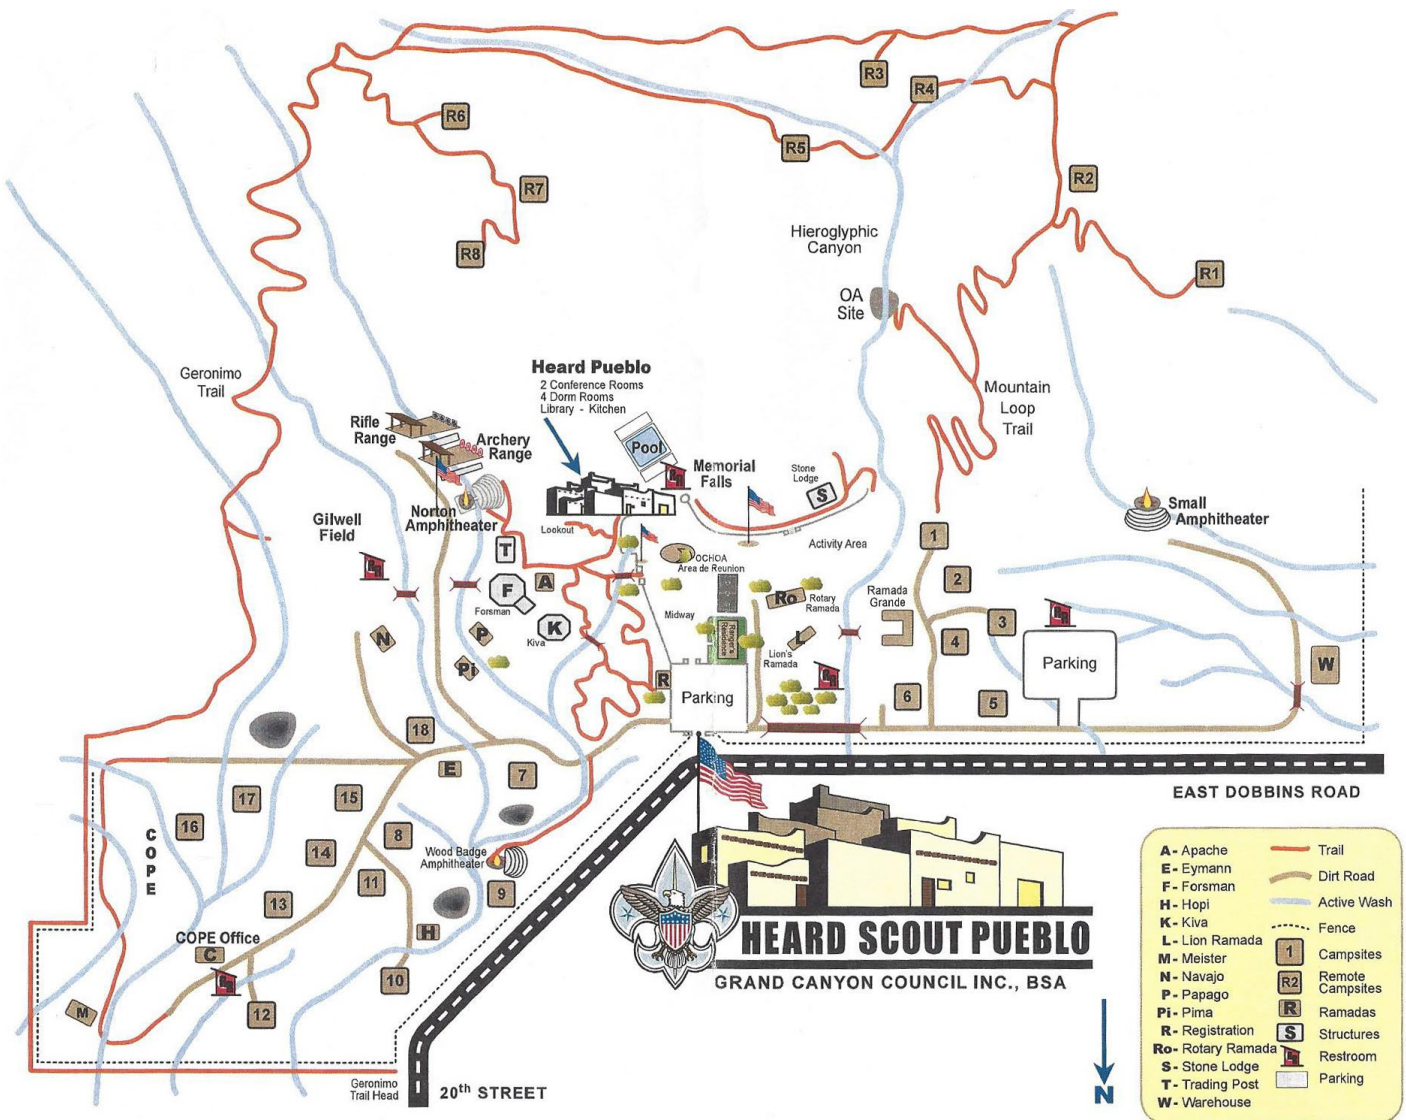 R3
R4
R6
R5
R7
R2
R8
R1
Hieroglyphic
Canyon
OA
Site
Geronimo
Trail
Heard Pueblo
2 Conference Rooms
4 Dorm Rooms
Library - Kitchen
Mountain
Loop
Trail
Rifle
Range
Archery
Range
Pool
Memorial
Falls
Stone
Lodge
S
Norton
Amphitheater
Small
Amphitheater
Gilwell
Field
Lookout
Activity Area
1
T
OCHOA
Area de Reunion
A
2
F
Forsman
Ro
Rotary
Ramada
Ramada
Grande
Midway
3
K
Kiva
N
P
Ranger's
Residence
L
Lion's
Ramada
4
Pi
Parking
W
R
Parking
6
5
18
E
7
EAST DOBBINS ROAD
17
15
16
COPE
8
14
Wood Badge
Amphitheater
11
9
13
H
COPE Office
C
10
12
M
Geronimo
Trail Head
20th STREET
HEARD SCOUT PUEBLO
GRAND CANYON COUNCIL INC., BSA
N
A - Apache
E - Eymann
F - Forsman
H - Hopi
K - Kiva
L - Lion Ramada
M - Meister
N - Navajo
P - Papago
Pi - Pima
R - Registration
Ro - Rotary Ramada
S - Stone Lodge
T - Trading Post
W - Warehouse
Trail
Dirt Road
Active Wash
Fence
1 Campsites
R2 Remote
Campsites
R Ramadas
S Structures
Restroom
Parking